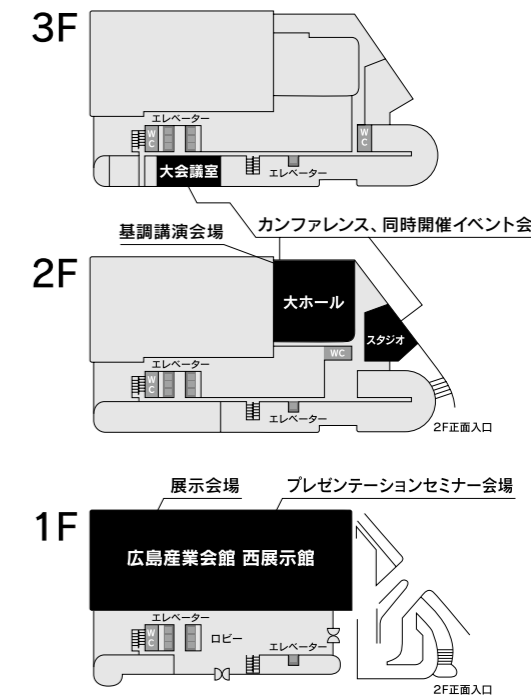 3F
エレベーター
WC
WC
大会議室
エレベーター
基調講演会場
カンファレンス、同時開催イベント会
2F
大ホール
スタジオ
WC
エレベーター
WC
エレベーター
2F正面入口
展示会場
プレゼンテーションセミナー会場
1F
広島産業会館 西展示館
エレベーター
WC
ロビー
エレベーター
2F正面入口